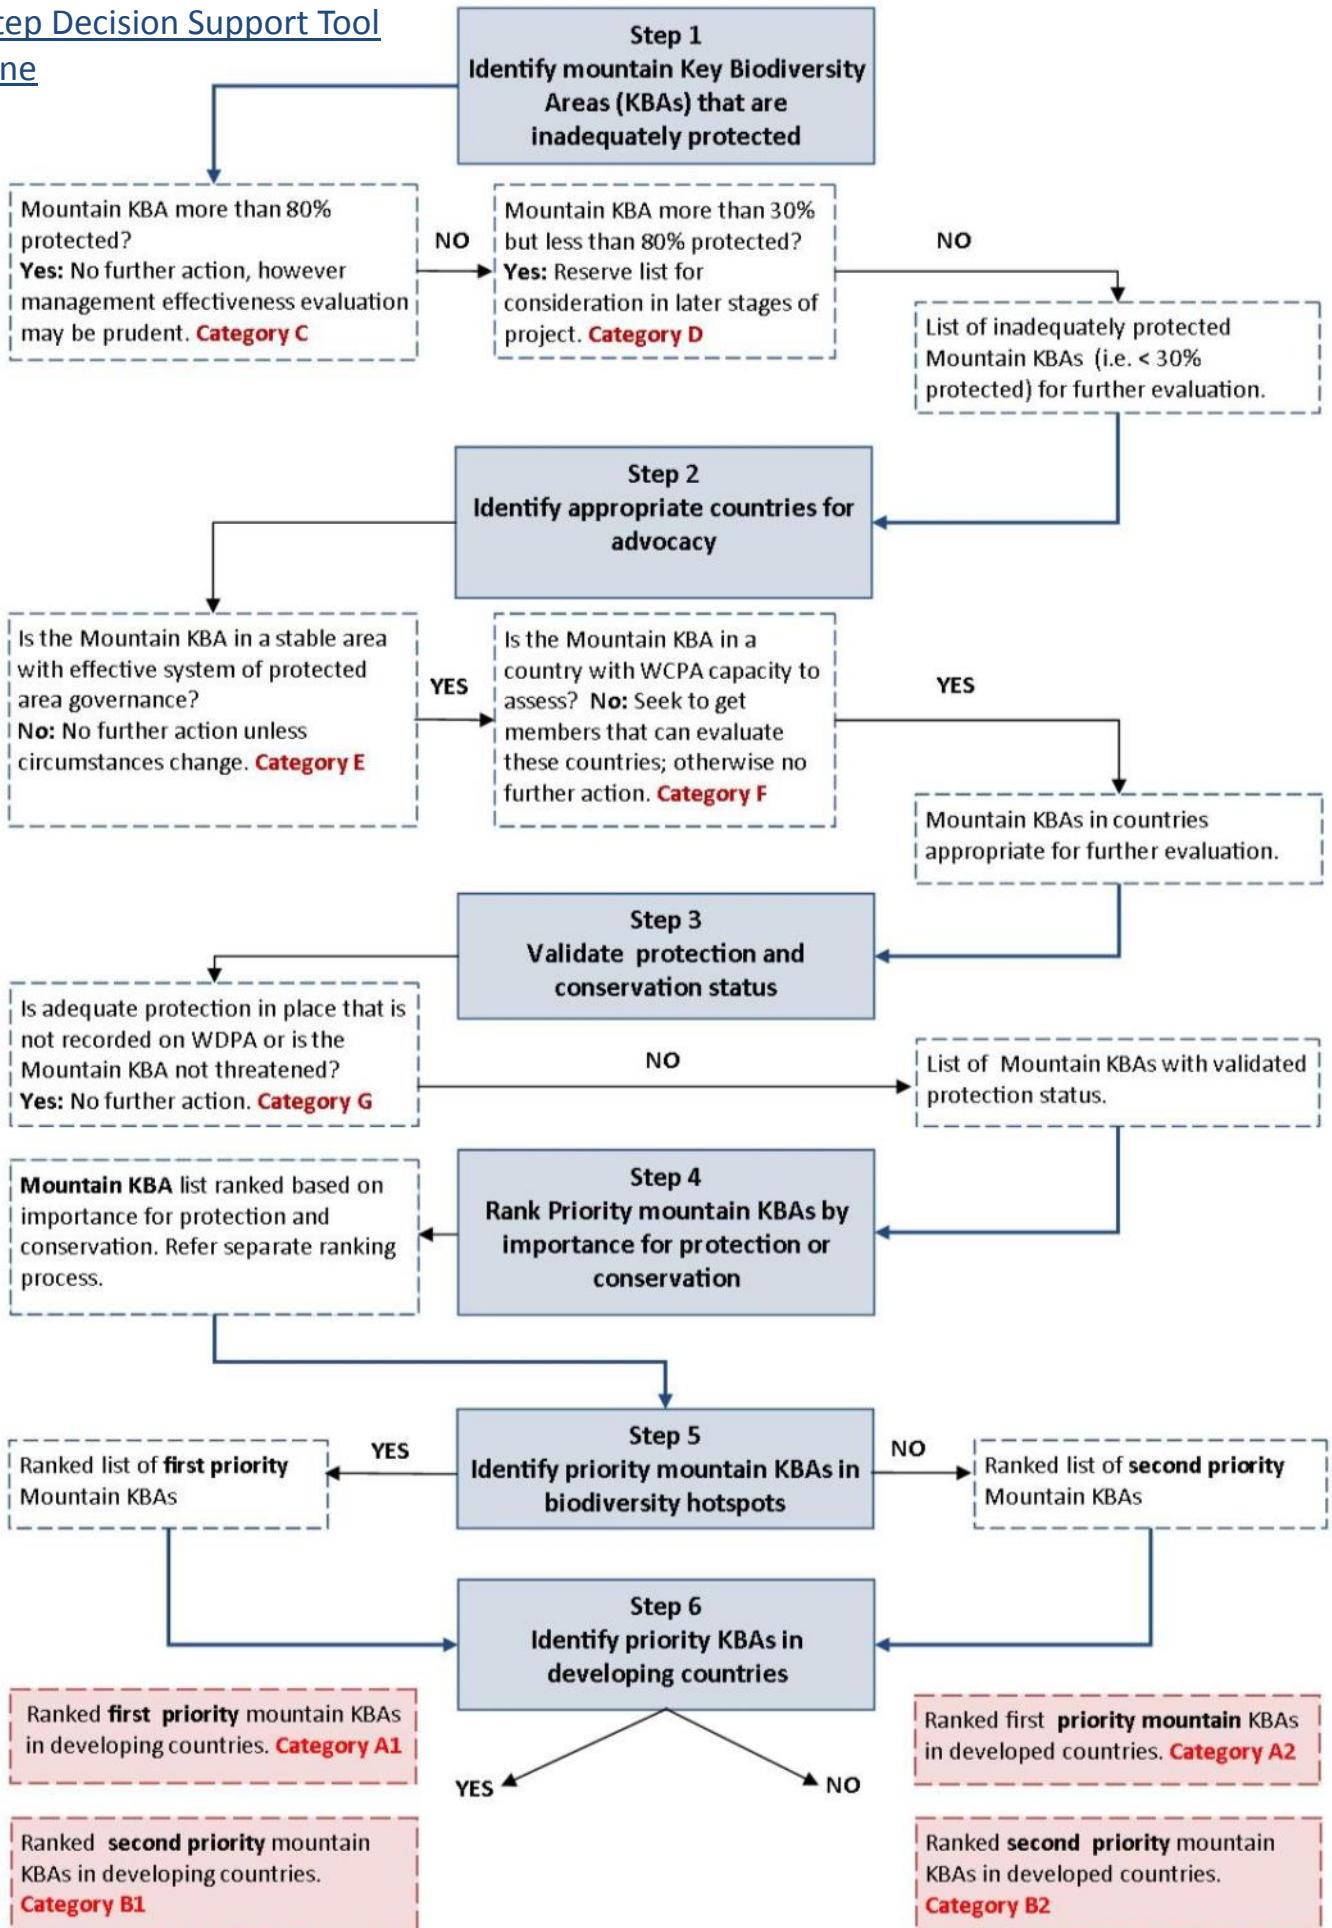 tep Decision Support Tool
ne
Step 1
Identify mountain Key Biodiversity
Areas (KBAs) that are
inadequately protected
Mountain KBA more than 80%
protected?
Yes: No further action, however
management effectiveness evaluation
may be prudent. Category C
NO
Mountain KBA more than 30%
but less than 80% protected?
Yes: Reserve list for
consideration in later stages of
project. Category D
NO
List of inadequately protected
Mountain KBAs (i.e. < 30%
protected) for further evaluation.
Step 2
Identify appropriate countries for
advocacy
Is the Mountain KBA in a stable area
with effective system of protected
area governance?
No: No further action unless
circumstances change. Category E
YES
Is the Mountain KBA in a
country with WCPA capacity to
assess? No: Seek to get
members that can evaluate
these countries; otherwise no
further action. Category F
YES
Mountain KBAs in countries
appropriate for further evaluation.
Step 3
Validate protection and
conservation status
Is adequate protection in place that is
not recorded on WDPA or is the
Mountain KBA not threatened?
Yes: No further action. Category G
NO
List of Mountain KBAs with validated
protection status.
Step 4
Rank Priority mountain KBAs by
importance for protection or
conservation
Mountain KBA list ranked based on
importance for protection and
conservation. Refer separate ranking
process.
Step 5
Identify priority mountain KBAs in
biodiversity hotspots
YES
Ranked list of first priority
Mountain KBAs
NO
Ranked list of second priority
Mountain KBAs
Step 6
Identify priority KBAs in
developing countries
Ranked first priority mountain KBAs
in developing countries. Category A1
YES
NO
Ranked first priority mountain KBAs
in developed countries. Category A2
Ranked second priority mountain
KBAs in developing countries.
Category B1
Ranked second priority mountain
KBAs in developed countries.
Category B2